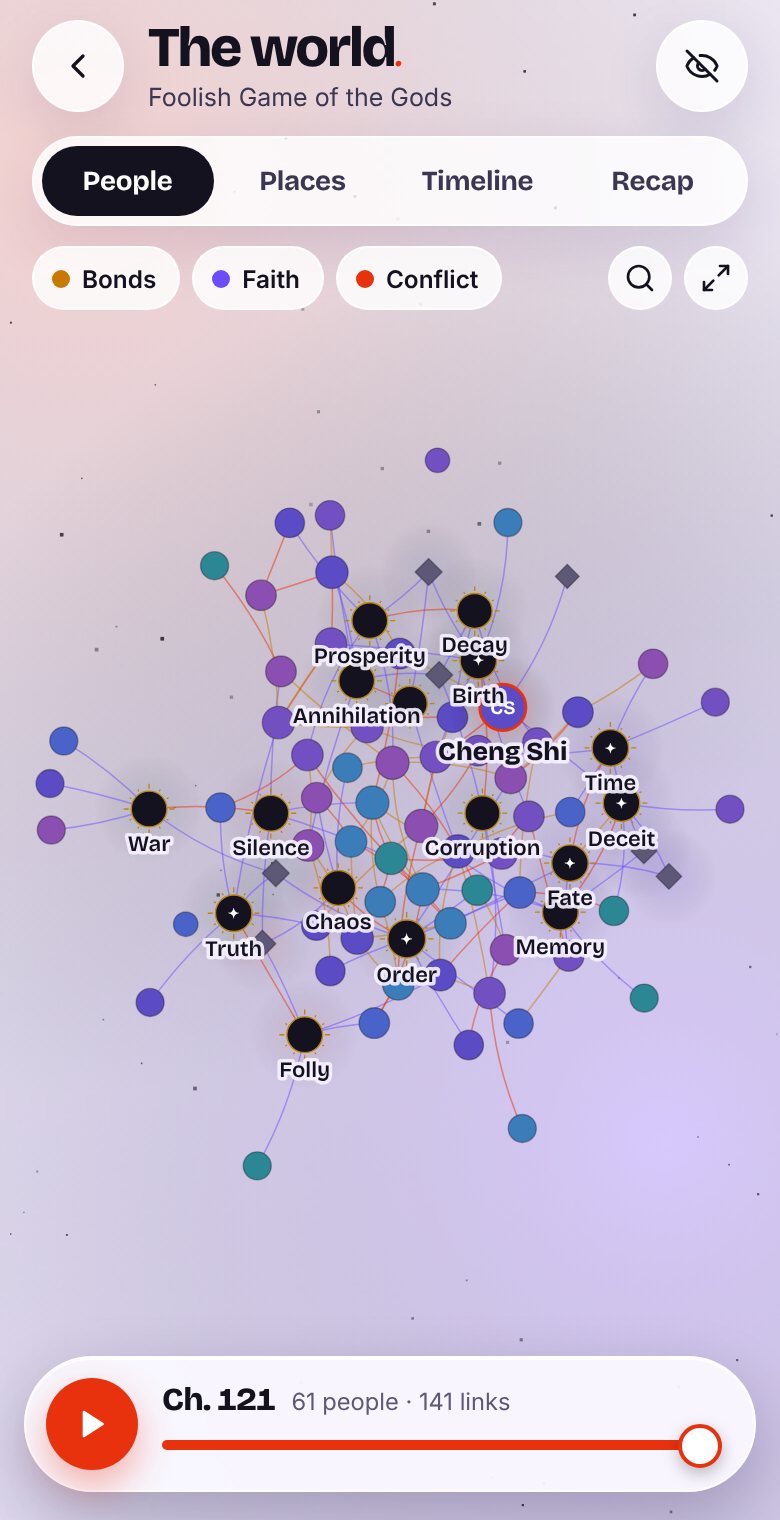 The world.
Foolish Game of the Gods
People Places Timeline Recap
Bonds Faith Conflict
Decay
Prosperity
Birth
CS
Annihilation
Cheng Shi
Time
Deceit
War
Silence
Corruption
Fate
Chaos
Truth
Memory
Order
Folly
Ch. 121 61 people · 141 links